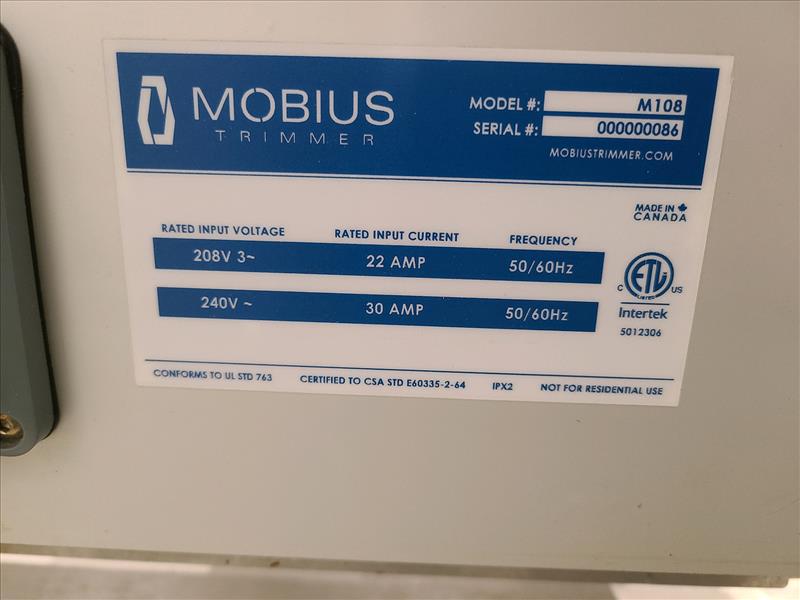 MOBIUS
TRIMMER
MODEL #: M108
SERIAL #: 000000086
MOBIUSTRIMMER.COM
MADE IN
CANADA
RATED INPUT VOLTAGE RATED INPUT CURRENT FREQUENCY
208V 3~ 22 AMP 50/60Hz
240V ~ 30 AMP 50/60Hz
C ETL US
LISTED
Intertek
5012306
CONFORMS TO UL STD 763 CERTIFIED TO CSA STD E60335-2-64 IPX2 NOT FOR RESIDENTIAL USE